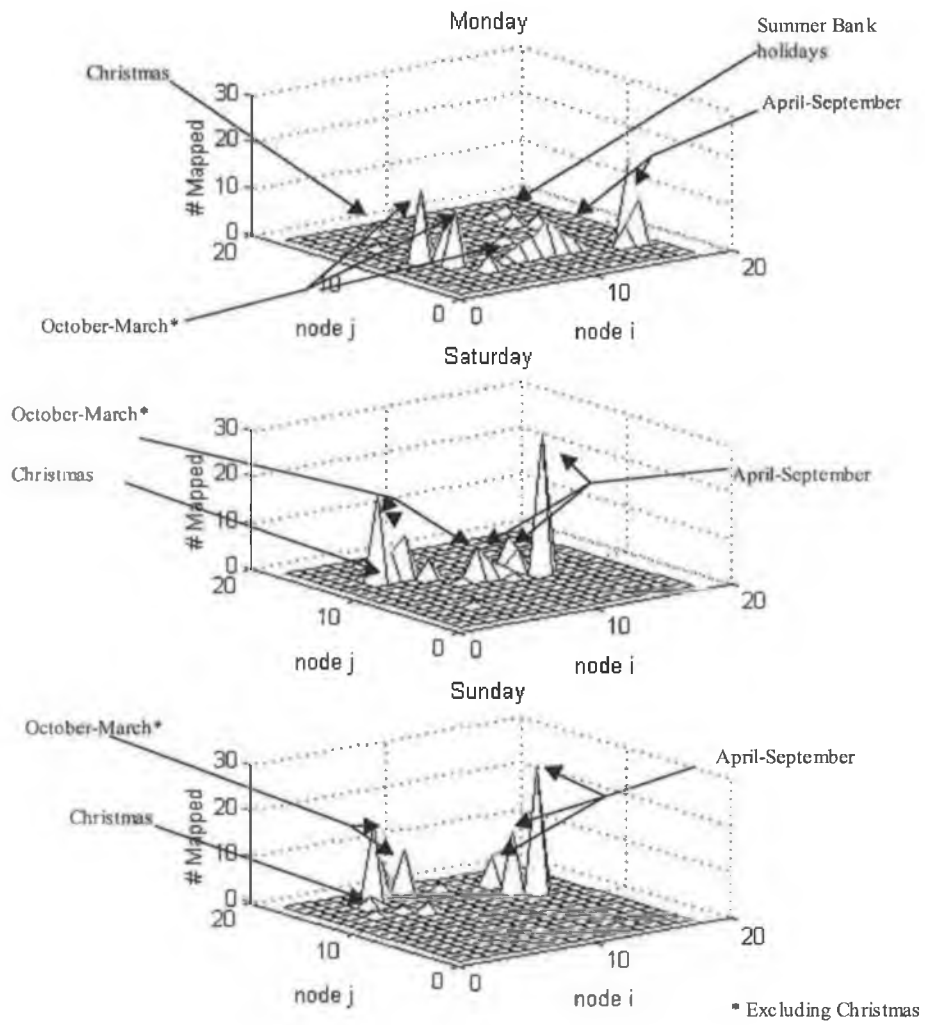 Monday
Summer Bank
holidays
Christmas
April-September
30
20
10
0
# Mapped
20
10
0
node j
0
10
20
node i
October-March*
Saturday
October-March*
Christmas
April-September
30
20
10
0
# Mapped
20
10
0
node j
0
10
20
node i
Sunday
October-March*
Christmas
April-September
30
20
10
0
# Mapped
20
10
0
node j
0
10
20
node i
* Excluding Christmas